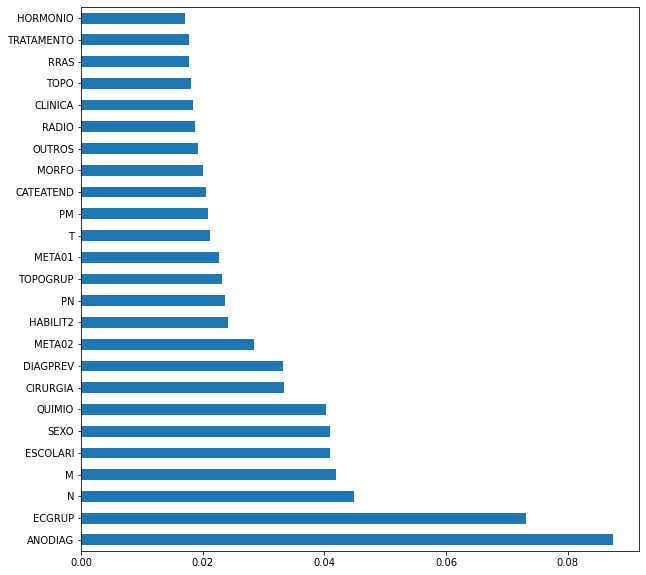 HORMONIO
TRATAMENTO
RRAS
TOPO
CLINICA
RADIO
OUTROS
MORFO
CATEATEND
PM
T
META01
TOPOGRUP
PN
HABILIT2
META02
DIAGPREV
CIRURGIA
QUIMIO
SEXO
ESCOLARI
M
N
ECGRUP
ANODIAG
0.00 0.02 0.04 0.06 0.08